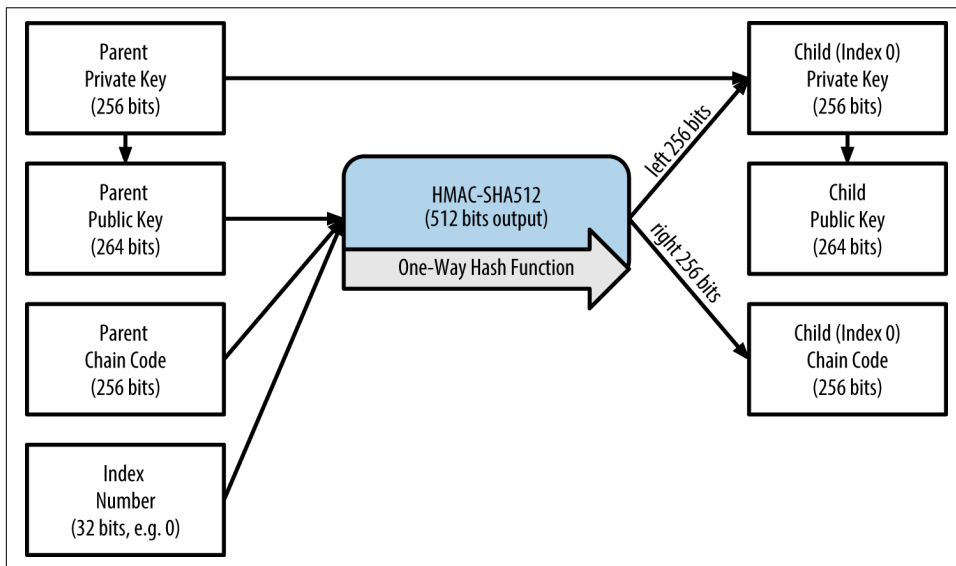 Parent
Private Key
(256 bits)
Parent
Public Key
(264 bits)
Parent
Chain Code
(256 bits)
Index
Number
(32 bits, e.g. 0)
HMAC-SHA512
(512 bits output)
One-Way Hash Function
left 256 bits
right 256 bits
Child (Index 0)
Private Key
(256 bits)
Child
Public Key
(264 bits)
Child (Index 0)
Chain Code
(256 bits)